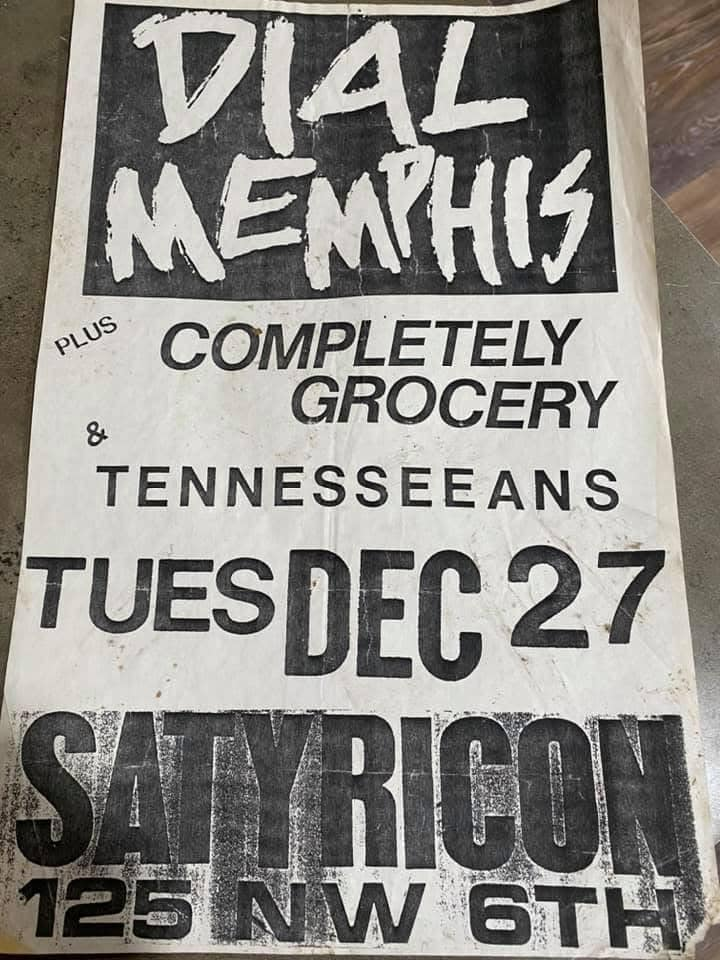 DIAL
MEMPHIS
PLUS COMPLETELY
GROCERY
&
TENNESSEEANS
TUES DEC 27
SATYRICON
125 NW 6TH